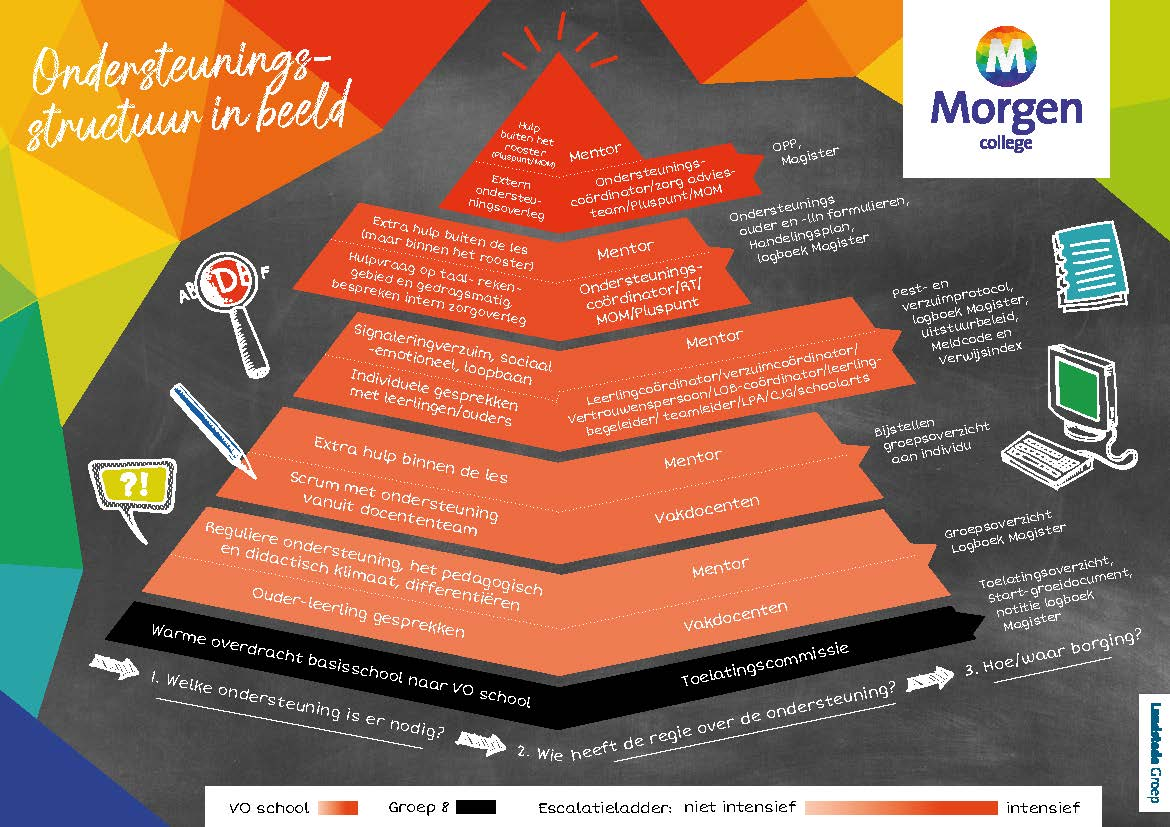 Ondersteunings-
structuur in beeld
M
Morgen
college
Hulp
buiten het
rooster
(Pluspunt/MOM)
Extern
ondersteu-
ningsoverleg
Mentor
Ondersteunings-
coördinator/zorg advies-
team/Pluspunt/MOM
OPP,
Magister
Extra hulp buiten de les
(maar binnen het rooster)
Hulpvraag op taal- reken-
gebied en gedragsmatig,
bespreken intern zorgoverleg
Mentor
Ondersteunings-
coördinator/RT/
MOM/Pluspunt
Ondersteunings
ouder en -lln formulieren,
Handelingsplan,
logboek Magister
Signaleringverzuim, sociaal
-emotioneel, loopbaan
Individuele gesprekken
met leerlingen/ouders
Mentor
Leerlingcoördinator/verzuimcoördinator/
Vertrouwenspersoon/LOB-coördinator/leerling-
begeleider/ teamleider/LPA/CJG/schoolarts
Pest- en
verzuimprotocol,
logboek Magister,
uitstuurbeleid,
Meldcode en
Verwijsindex
Extra hulp binnen de les
Scrum met ondersteuning
vanuit docententeam
Mentor
Vakdocenten
Bijstellen
groepsoverzicht
aan individu
Reguliere ondersteuning, het pedagogisch
en didactisch klimaat, differentiëren
Ouder-leerling gesprekken
Mentor
Vakdocenten
Groepsoverzicht
Logboek Magister
Warme overdracht basisschool naar VO school
Toelatingscommissie
Toelatingsoverzicht,
Start-groeidocument,
notitie logboek
Magister
1. Welke ondersteuning is er nodig?
2. Wie heeft de regie over de ondersteuning?
3. Hoe/waar borging?
AB D F
?!
Landstede Groep
VO school
Groep 8
Escalatieladder: niet intensief
intensief